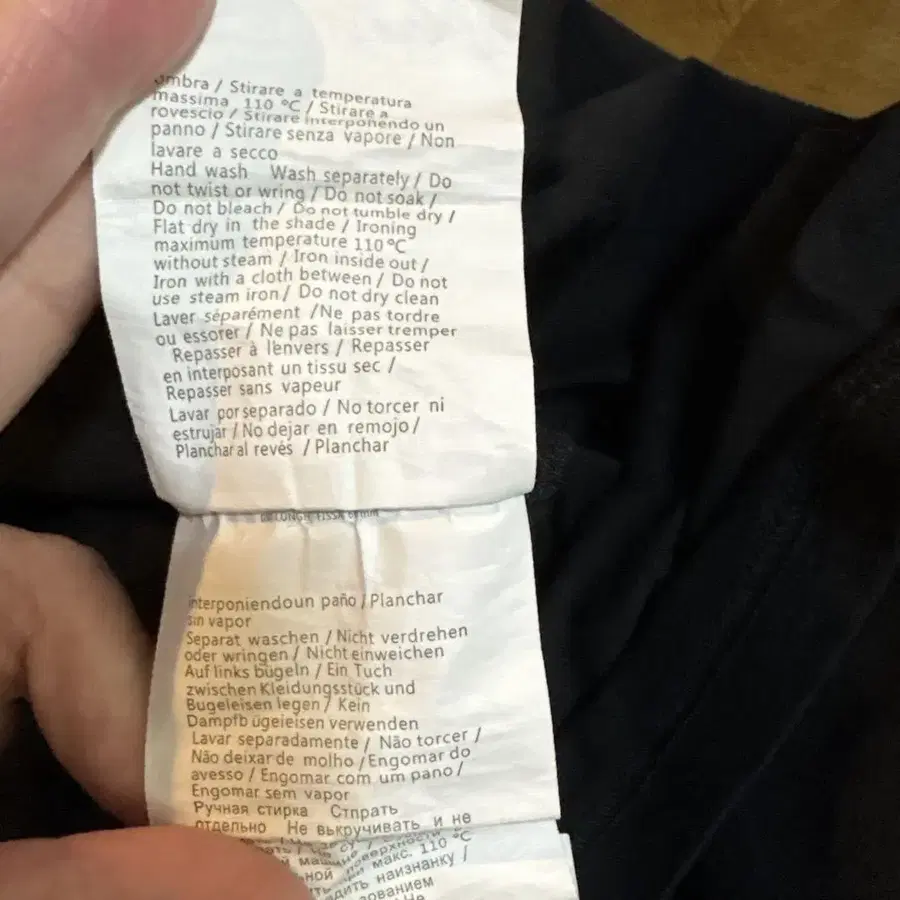 ombra / Stirare a temperatura
massima 110 °C / Stirare a
rovescio / Stirare interponendo un
panno / Stirare senza vapore / Non
lavare a secco
Hand wash Wash separately / Do
not twist or wring / Do not soak /
Do not bleach / Do not tumble dry /
Flat dry in the shade / Ironing
maximum temperature 110 °C
without steam / Iron inside out /
Iron with a cloth between / Do not
use steam iron / Do not dry clean
Laver séparément / Ne pas tordre
ou essorer / Ne pas laisser tremper
Repasser à lenvers / Repasser
en interposant un tissu sec /
Repasser sans vapeur
Lavar por separado / No torcer ni
estrujar / No dejar en remojo /
Planchar al revés / Planchar
LUNGH. FISSA
interponiendoun paño / Planchar
sin vapor
Separat waschen / Nicht verdrehen
oder wringen / Nicht einweichen
Auf links bügeln / Ein Tuch
zwischen Kleidungsstück und
Bugeleisen legen / Kein
Dampfb ügeieisen verwenden
Lavar separadamente / Não torcer /
Não deixar de molho / Engomar do
avesso / Engomar com um pano /
Engomar sem vapor
Ручная стирка Стпрать
отдельно Не выкручивать и не
поверхности
макс. 110 °C
наизнанку /